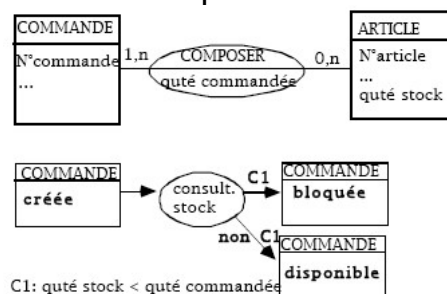 COMMANDE
N°commande
...
1,n
COMPOSER
quté commandée
0,n
ARTICLE
N°article
...
quté stock
COMMANDE
créée
consult.
stock
C1
non C1
COMMANDE
bloquée
COMMANDE
disponible
C1: quté stock < quté commandée